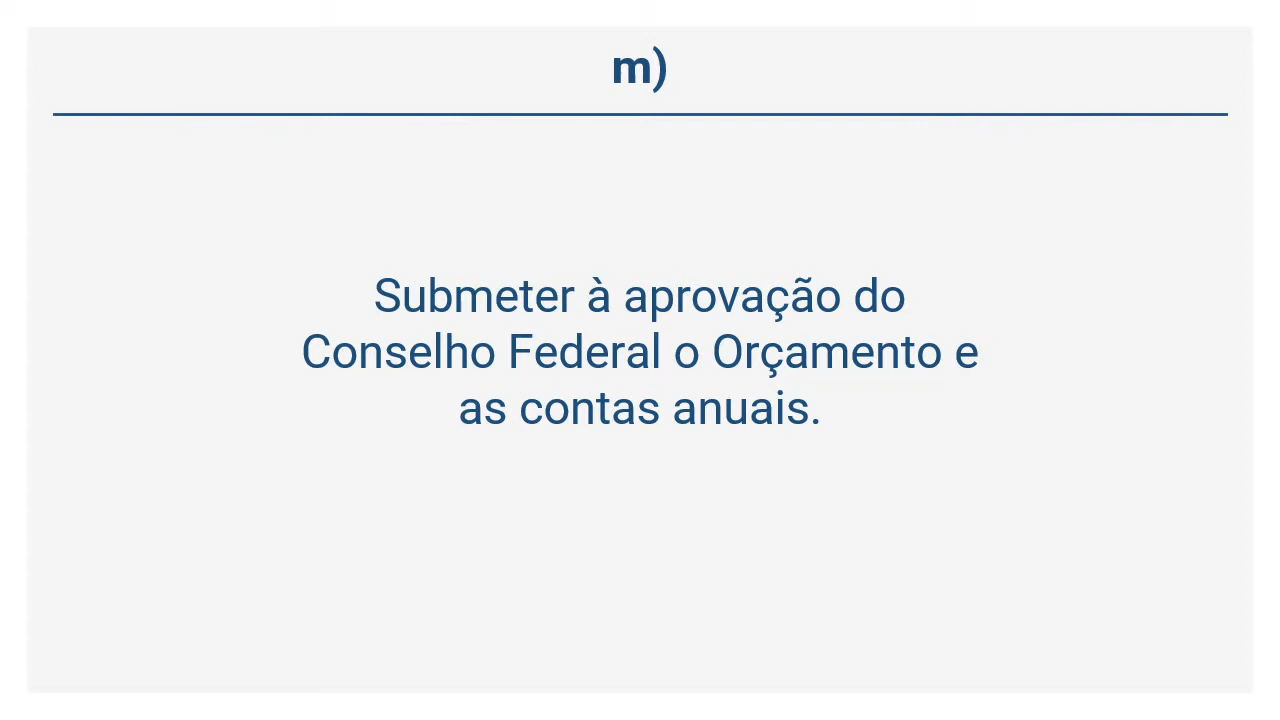 m)
Submeter à aprovação do
Conselho Federal o Orçamento e
as contas anuais.